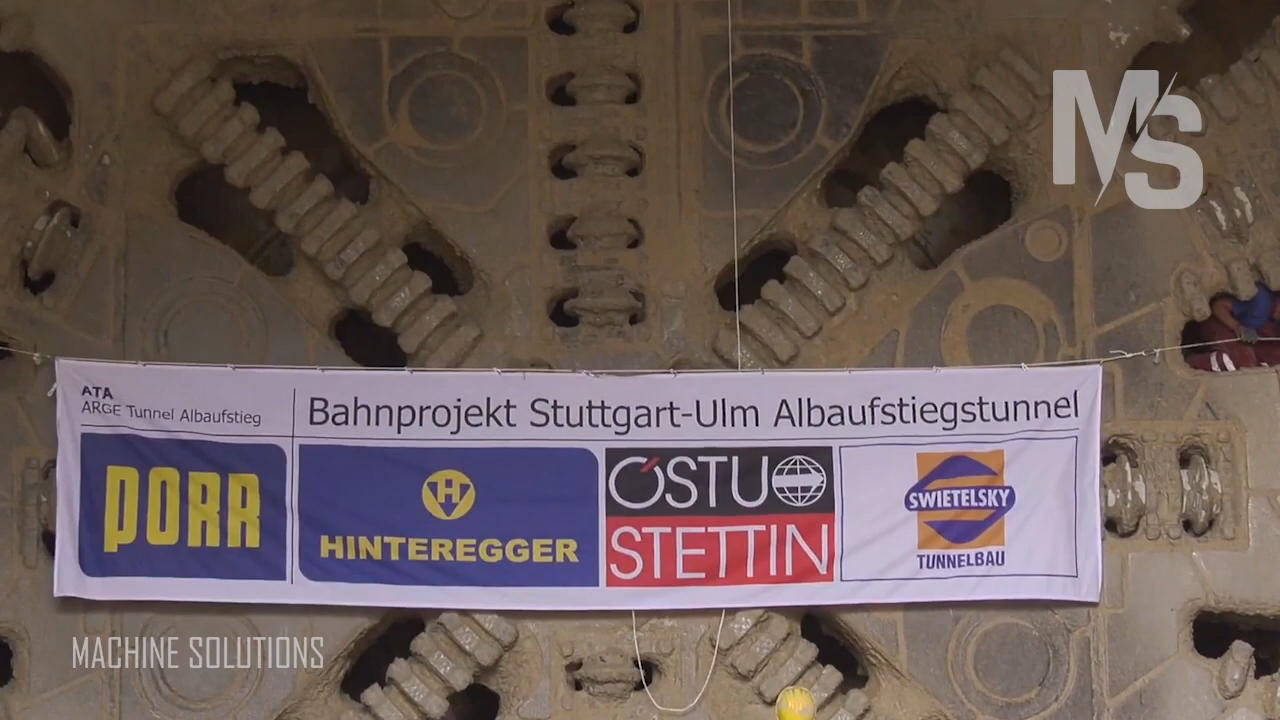 MS
ATA
ARGE Tunnel Albaufstieg
Bahnprojekt Stuttgart-Ulm Albaufstiegstunnel
PORR
H
HINTEREGGER
ÖSTU
STETTIN
SWIETELSKY
TUNNELBAU
MACHINE SOLUTIONS